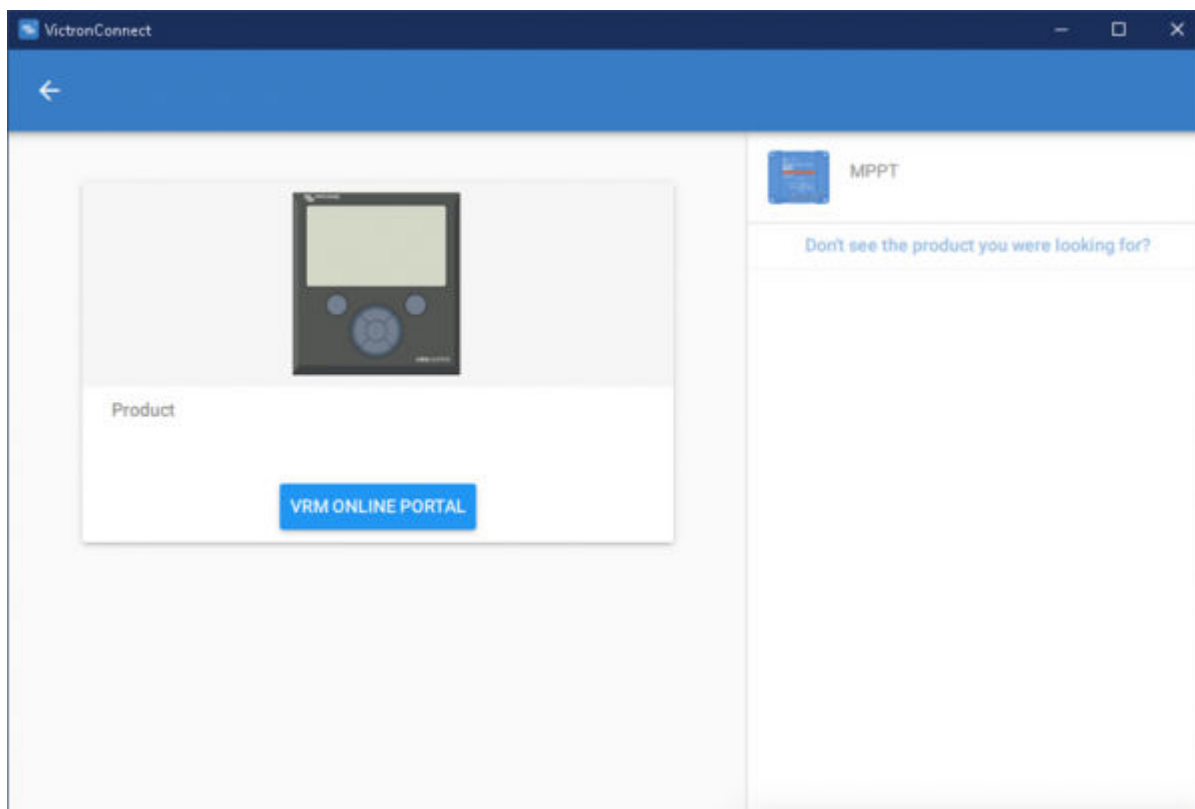 VictronConnect
MPPT
Don't see the product you were looking for?
Product
VRM ONLINE PORTAL